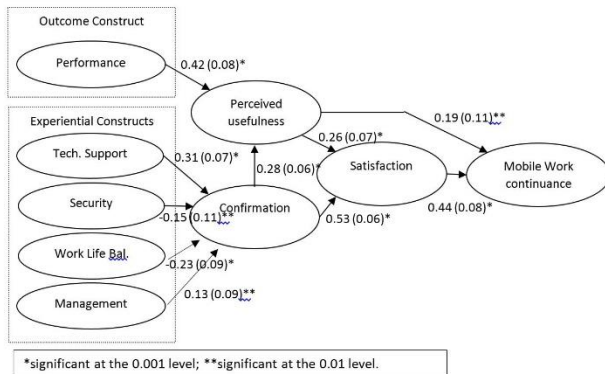 Outcome Construct
Performance
0.42 (0.08)*
Perceived
usefulness
0.19 (0.11)**
Experiential Constructs
Tech. Support
0.31 (0.07)*
0.26 (0.07)*
0.28 (0.06)*
Satisfaction
Mobile Work
continuance
Security
-0.15 (0.11)**
Confirmation
0.53 (0.06)*
0.44 (0.08)*
Work Life Bal.
-0.23 (0.09)*
Management
0.13 (0.09)**
*significant at the 0.001 level; **significant at the 0.01 level.